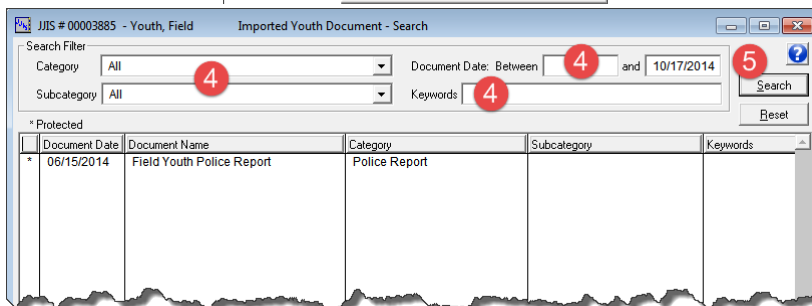 JJIS # 00003885 - Youth, Field Imported Youth Document - Search
Search Filter
Category All 4 Document Date: Between 4 and 10/17/2014 5 ?
Subcategory All Keywords 4 Search
Reset
* Protected
Document Date Document Name Category Subcategory Keywords
* 06/15/2014 Field Youth Police Report Police Report